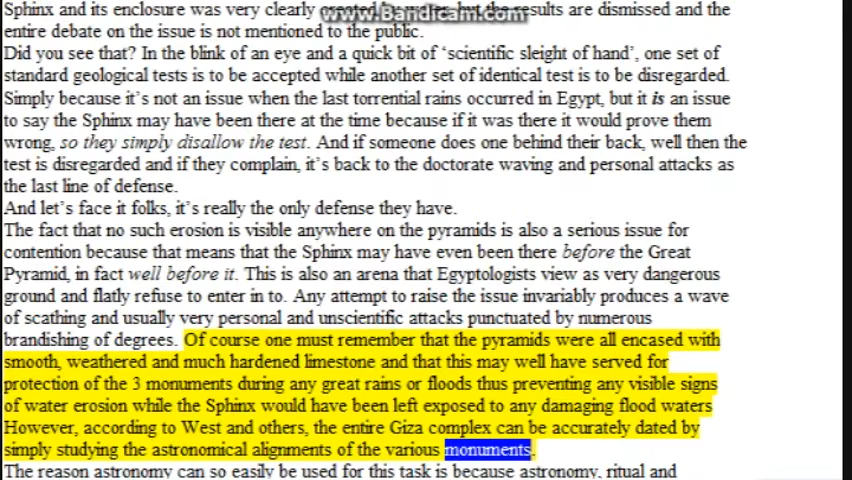 Sphinx and its enclosure was very clearly created by water, but the results are dismissed and the
www.Bandicam.com
entire debate on the issue is not mentioned to the public.
Did you see that? In the blink of an eye and a quick bit of ‘scientific sleight of hand’, one set of
standard geological tests is to be accepted while another set of identical test is to be disregarded.
Simply because it’s not an issue when the last torrential rains occurred in Egypt, but it is an issue
to say the Sphinx may have been there at the time because if it was there it would prove them
wrong, so they simply disallow the test. And if someone does one behind their back, well then the
test is disregarded and if they complain, it’s back to the doctorate waving and personal attacks as
the last line of defense.
And let’s face it folks, it’s really the only defense they have.
The fact that no such erosion is visible anywhere on the pyramids is also a serious issue for
contention because that means that the Sphinx may have even been there before the Great
Pyramid, in fact well before it. This is also an arena that Egyptologists view as very dangerous
ground and flatly refuse to enter in to. Any attempt to raise the issue invariably produces a wave
of scathing and usually very personal and unscientific attacks punctuated by numerous
brandishing of degrees. Of course one must remember that the pyramids were all encased with
smooth, weathered and much hardened limestone and that this may well have served for
protection of the 3 monuments during any great rains or floods thus preventing any visible signs
of water erosion while the Sphinx would have been left exposed to any damaging flood waters
However, according to West and others, the entire Giza complex can be accurately dated by
simply studying the astronomical alignments of the various monuments.
The reason astronomy can so easily be used for this task is because astronomy, ritual and